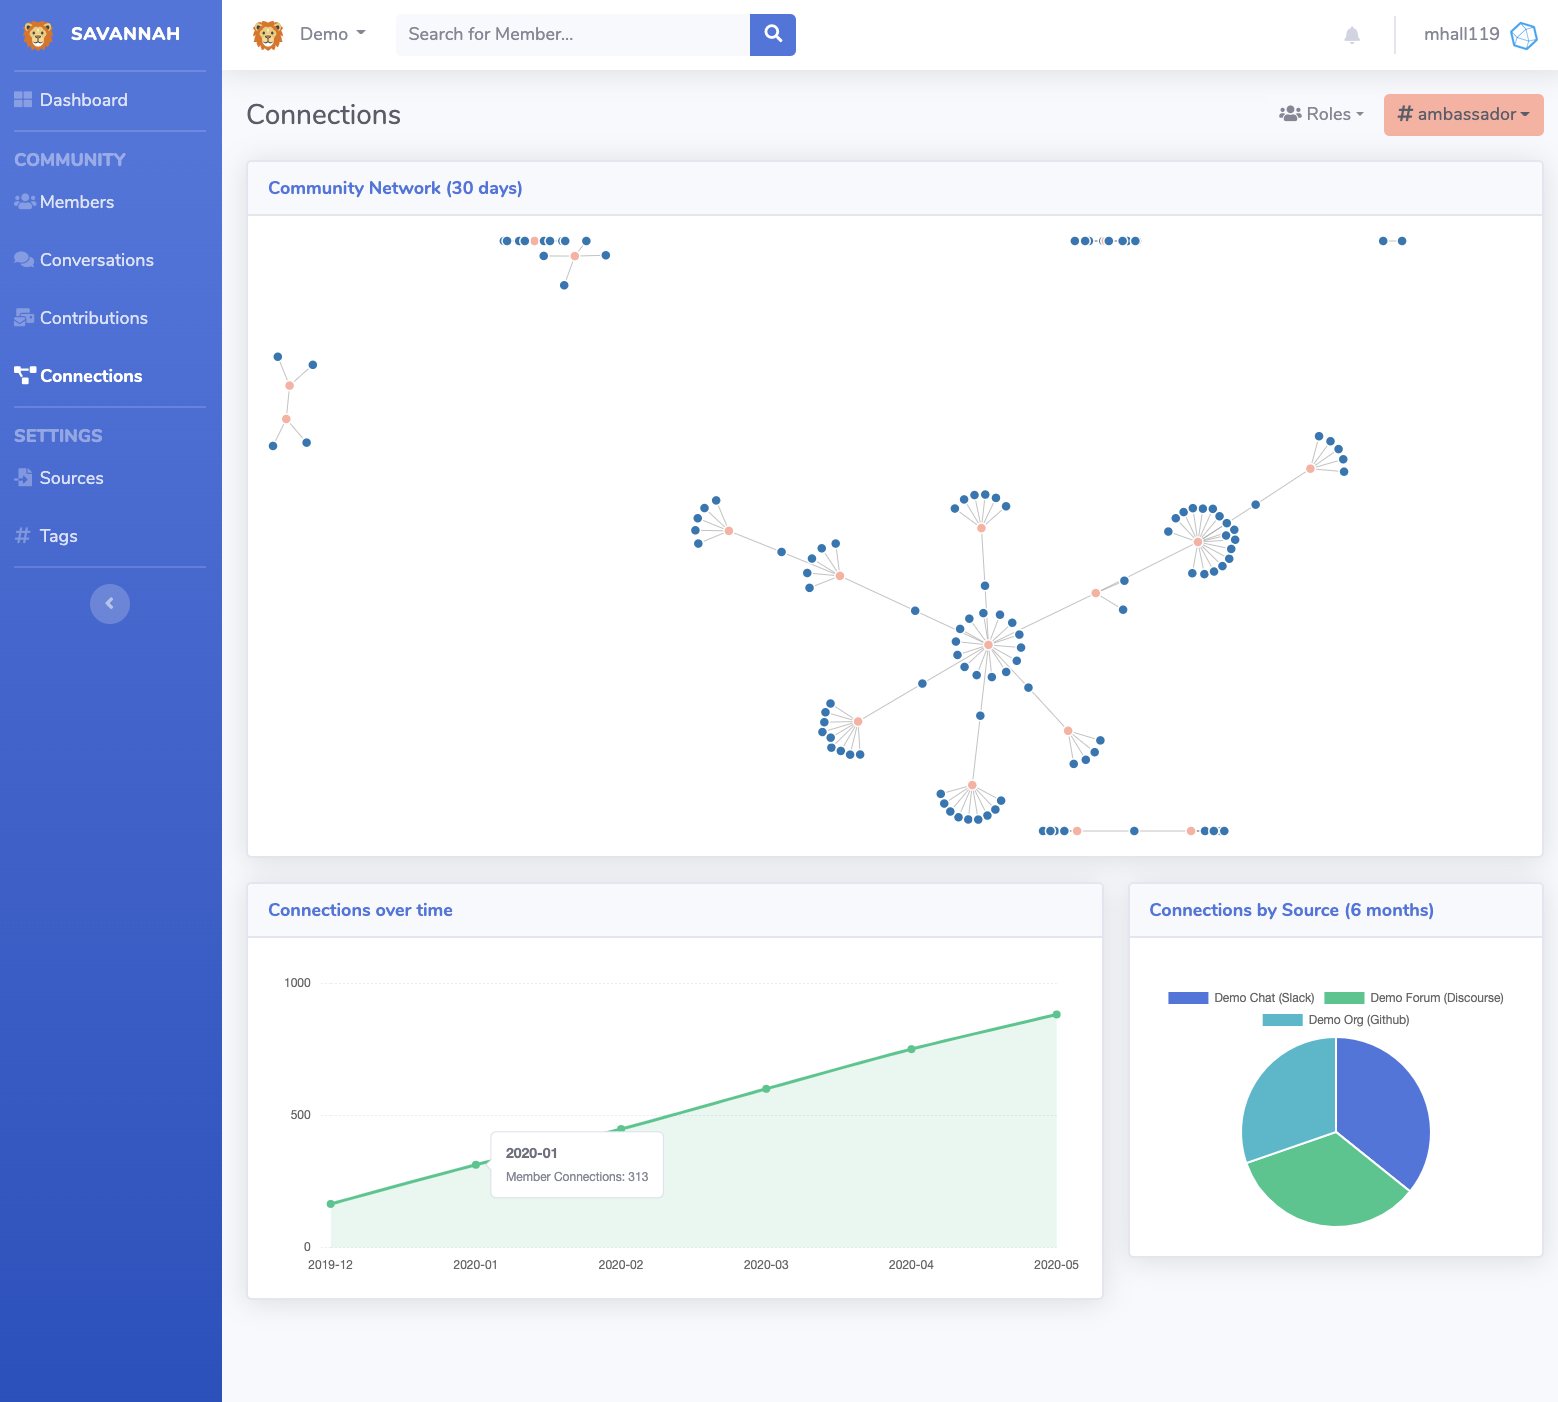 SAVANNAH
Dashboard
COMMUNITY
Members
Conversations
Contributions
Connections
SETTINGS
Sources
# Tags
Demo
Search for Member...
mhall119
Connections
Roles
# ambassador
Community Network (30 days)
Connections over time
1000
500
0
2020-01
Member Connections: 313
2019-12 2020-01 2020-02 2020-03 2020-04 2020-05
Connections by Source (6 months)
Demo Chat (Slack) Demo Forum (Discourse)
Demo Org (Github)